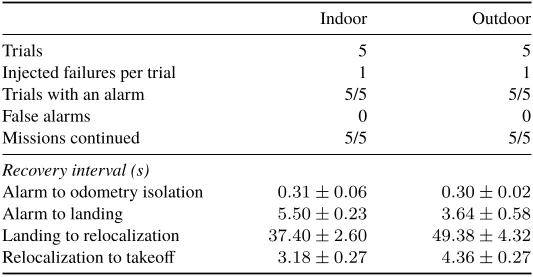 Indoor Outdoor
Trials 5 5
Injected failures per trial 1 1
Trials with an alarm 5/5 5/5
False alarms 0 0
Missions continued 5/5 5/5
Recovery interval (s)
Alarm to odometry isolation 0.31 ± 0.06 0.30 ± 0.02
Alarm to landing 5.50 ± 0.23 3.64 ± 0.58
Landing to relocalization 37.40 ± 2.60 49.38 ± 4.32
Relocalization to takeoff 3.18 ± 0.27 4.36 ± 0.27